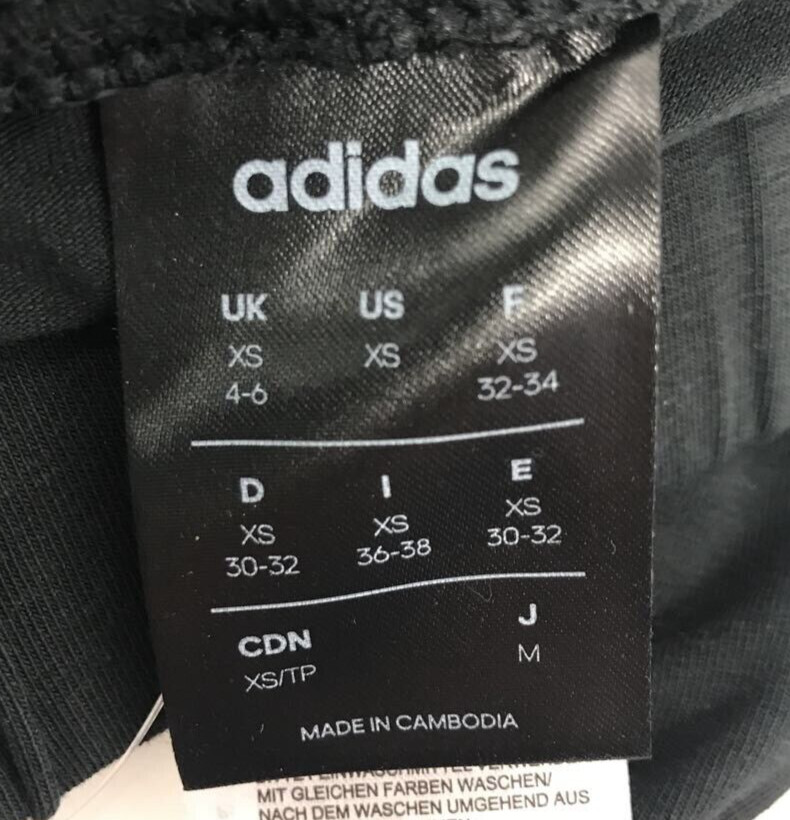 adidas
UK US F
XS XS XS
4-6 32-34
D I E
XS XS XS
30-32 36-38 30-32
CDN J
XS/TP M
MADE IN CAMBODIA
MIT GLEICHEN FARBEN WASCHEN/
NACH DEM WASCHEN UMGEHEND AUS